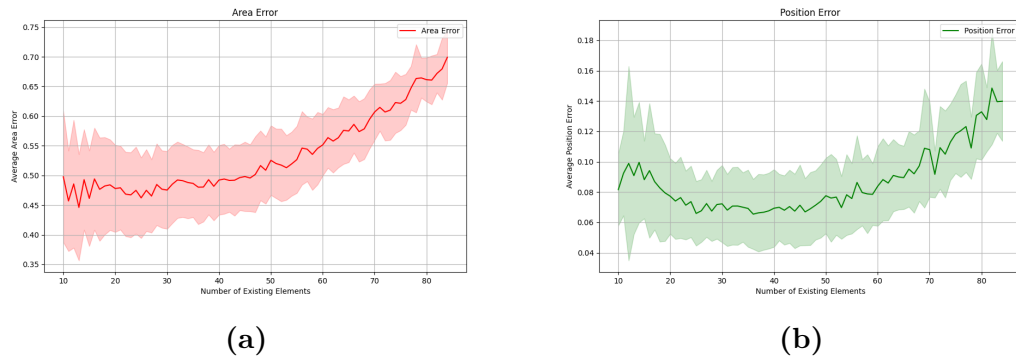 Area Error
Area Error
Average Area Error
0.75
0.70
0.65
0.60
0.55
0.50
0.45
0.40
0.35
10 20 30 40 50 60 70 80
Number of Existing Elements
(a)
Position Error
Position Error
Average Position Error
0.18
0.16
0.14
0.12
0.10
0.08
0.06
0.04
10 20 30 40 50 60 70 80
Number of Existing Elements
(b)